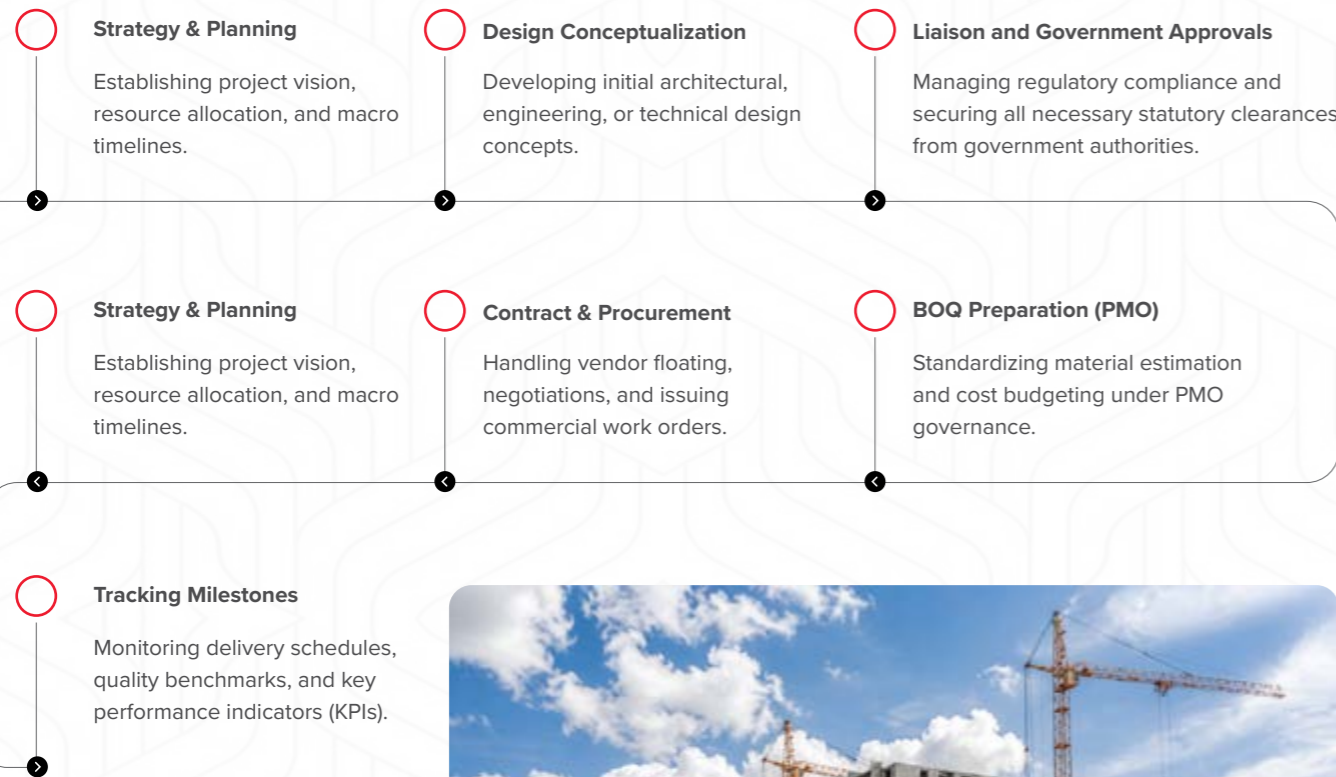 Strategy & Planning
Establishing project vision,
resource allocation, and macro
timelines.
Design Conceptualization
Developing initial architectural,
engineering, or technical design
concepts.
Liaison and Government Approvals
Managing regulatory compliance and
securing all necessary statutory clearances
from government authorities.
Strategy & Planning
Establishing project vision,
resource allocation, and macro
timelines.
Contract & Procurement
Handling vendor floating,
negotiations, and issuing
commercial work orders.
BOQ Preparation (PMO)
Standardizing material estimation
and cost budgeting under PMO
governance.
Tracking Milestones
Monitoring delivery schedules,
quality benchmarks, and key
performance indicators (KPIs).